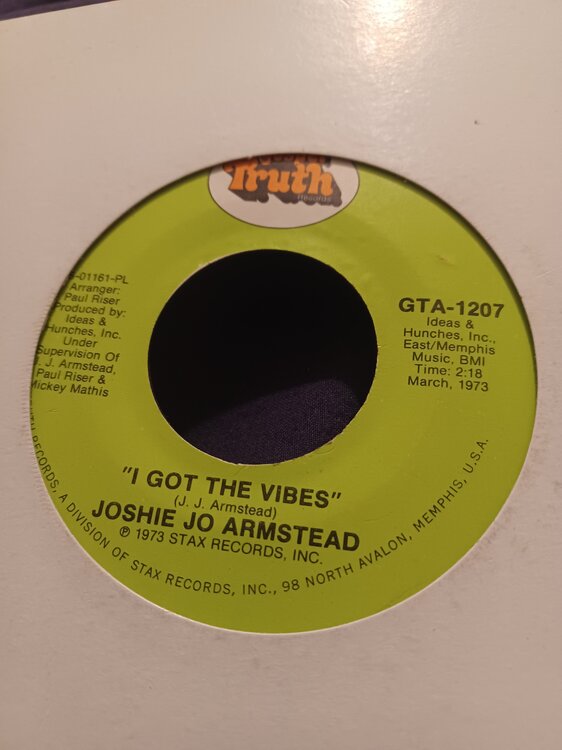 Truth
Records
-01161-PL
Arranger:
Paul Riser
Produced by:
Ideas &
Hunches, Inc.
Under
Supervision Of
J. Armstead,
Paul Riser &
Mickey Mathis
GTA-1207
Ideas &
Hunches, Inc.,
East/Memphis
Music, BMI
Time: 2:18
March, 1973
"I GOT THE VIBES"
(J. J. Armstead)
JOSHIE JO ARMSTEAD
℗ 1973 STAX RECORDS, INC.
RECORDS, A DIVISION OF STAX RECORDS, INC., 98 NORTH AVALON, MEMPHIS, U.S.A.